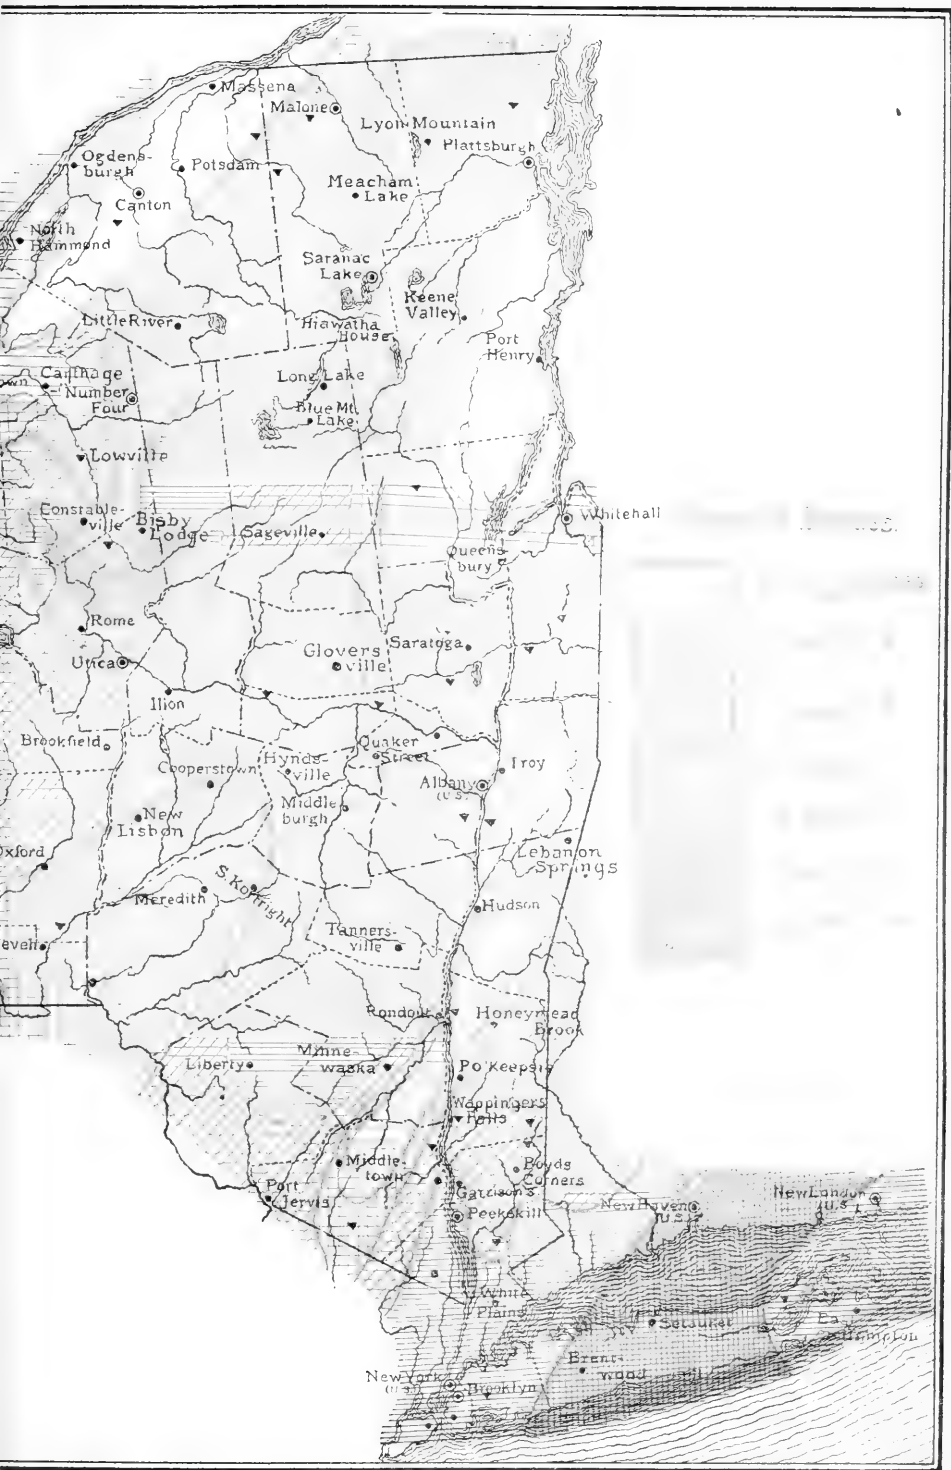 Massena
Malone
Lyon Mountain
Plattsburgh
Ogdens-
burgh
Potsdam
Meacham
Lake
Canton
North
Hammond
Saranac
Lake
Keene
Valley
Little River
Hiawatha
House
Port
Henry
Carthage
Number
Four
Long Lake
Blue Mt.
Lake
Lowville
Constable-
ville
Bisby
Lodge
Sageville
Whitehall
Queens-
bury
Rome
Glovers
ville
Saratoga
Utica
Ilion
Brookfield
Quaker
Street
Cooperstown
Hynds-
ville
Troy
Albany
(U.S.)
Middle
burgh
New
Lisbon
Lebanon
Springs
Oxford
Meredith
S. Kortright
Hudson
Tanners-
ville
Rondout
Honeymead
Brook
Liberty
Minne-
waska
Po'Keepsie
Wappingers
Falls
Middle-
town
Boyds
Corners
Port
Jervis
Garrison's
Peekskill
New Haven
(U.S.)
New London
(U.S.)
White
Plains
Setauket
Brent-
wood
New York
(U.S.)
Brooklyn